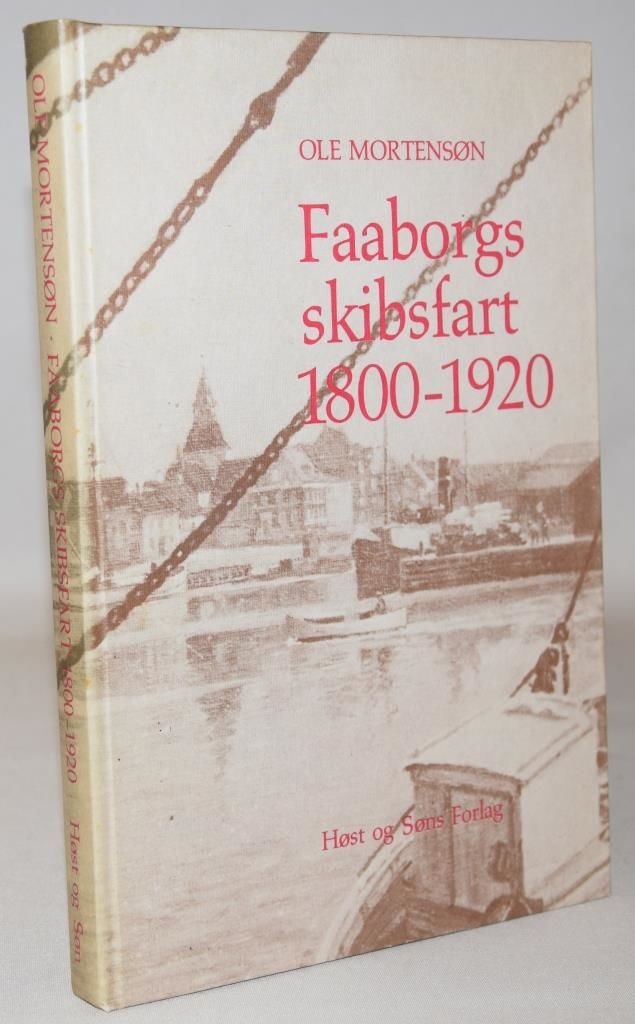 OLE MORTENSØN
Faaborgs
skibsfart
1800-1920
Høst og Søns Forlag
OLE MORTENSØN · FAABORGS SKIBSFART 1800-1920 Høst og Søn